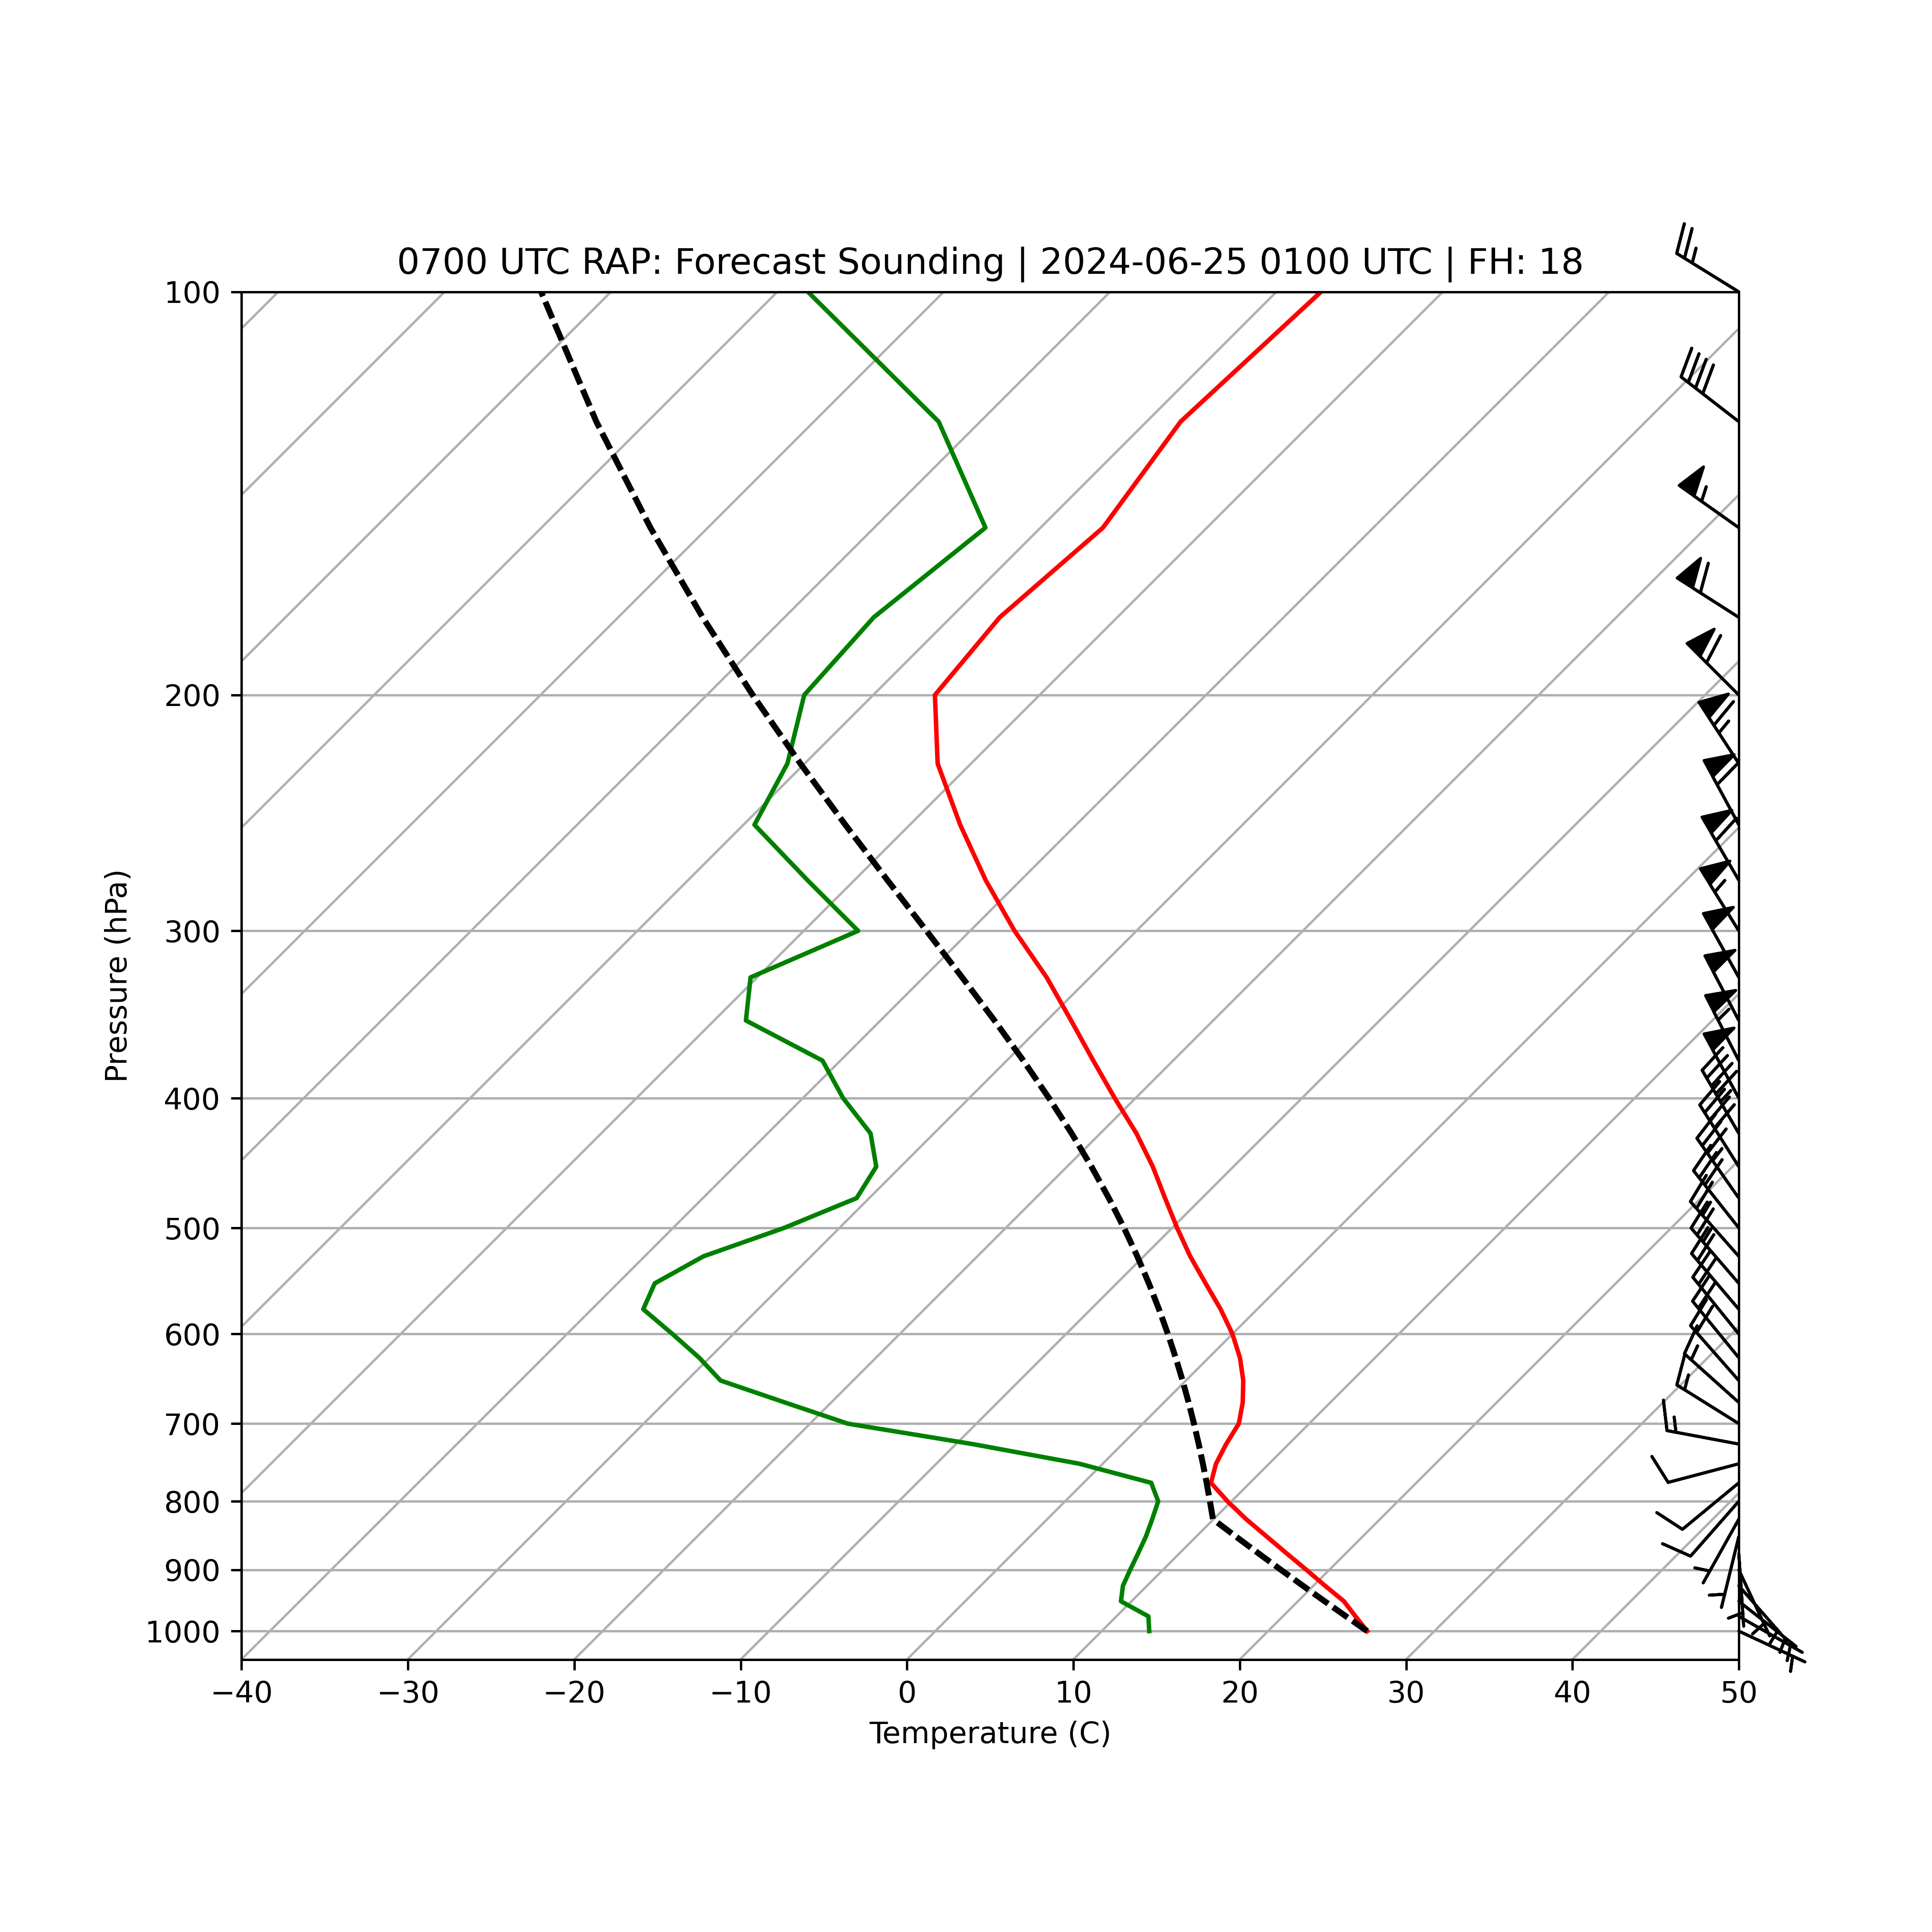 0700 UTC RAP: Forecast Sounding | 2024-06-25 0100 UTC | FH: 18
100
200
300
400
500
600
700
800
900
1000
Pressure (hPa)
−40 −30 −20 −10 0 10 20 30 40 50
Temperature (C)